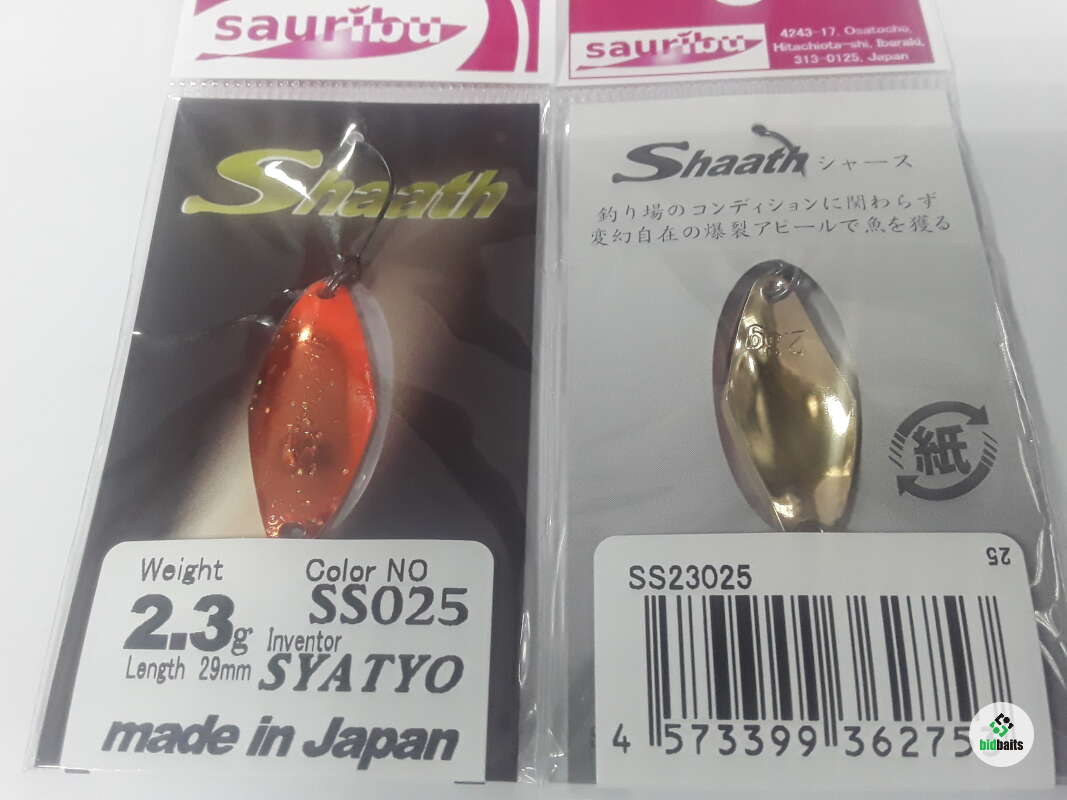 sauribu
Shaath
Weight
Color NO
2.3g
SS025
Inventor
Length 29mm
SYATYO
made in Japan
sauribu
4243-17, Osatocho,
Hitachiota-shi, Ibaraki,
313-0125, Japan
Shaath シャース
釣り場のコンディションに関わらず
変幻自在の爆裂アピールで魚を獲る
2.3g
紙
25
SS23025
4 573399 36275
bidbaits